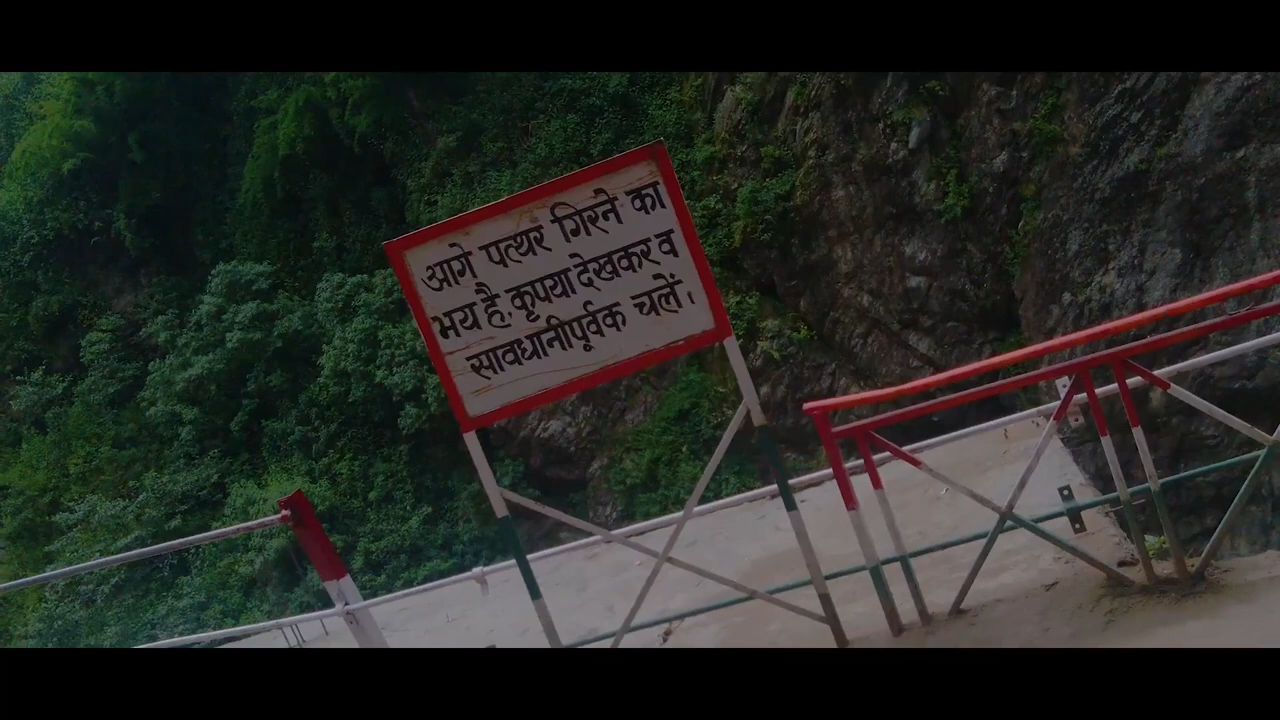 आगे पत्थर गिरने का
भय है, कृपया देखकर व
सावधानीपूर्वक चलें।